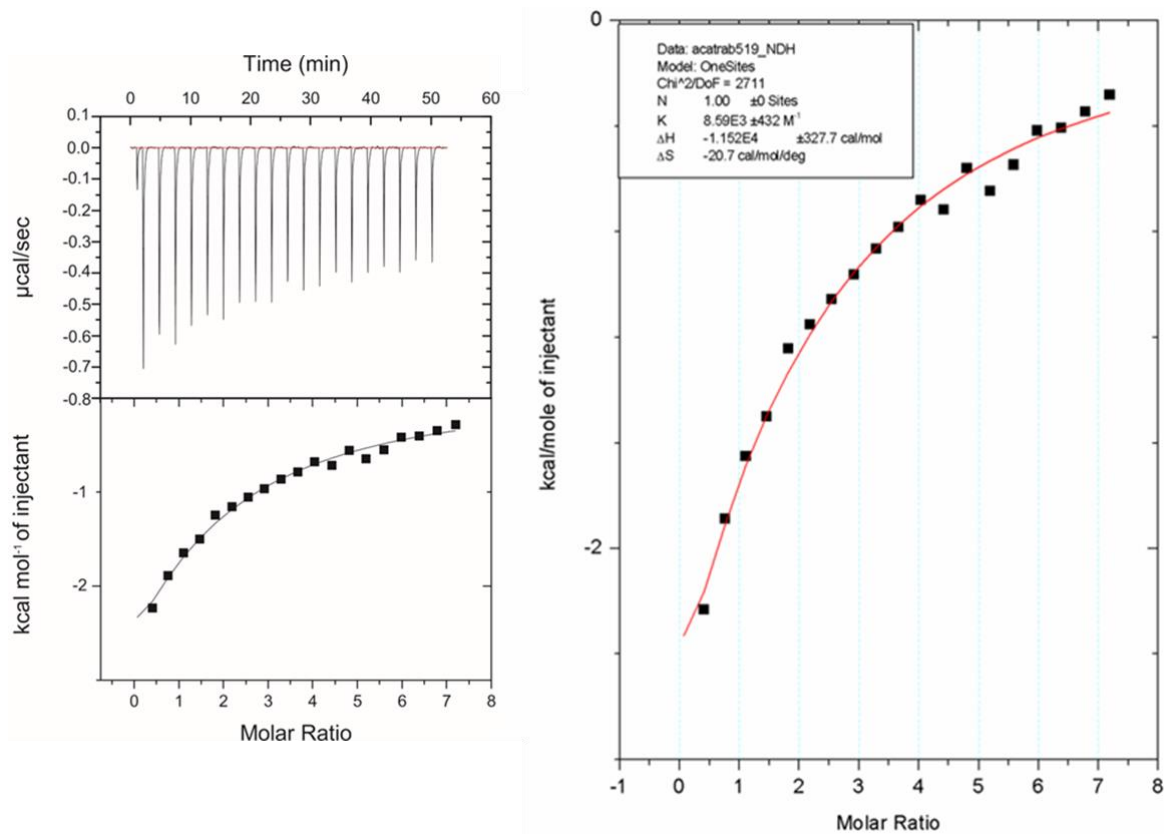 Time (min)
0 10 20 30 40 50 60
0.1
0.0
-0.1
-0.2
-0.3
-0.4
-0.5
-0.6
-0.7
-0.8
µcal/sec
-1
-2
kcal mol⁻¹ of injectant
0 1 2 3 4 5 6 7 8
Molar Ratio
0
-2
kcal/mole of injectant
Data: acatrab519_NDH
Model: OneSites
Chi^2/DoF = 2711
N 1.00 ±0 Sites
K 8.59E3 ±432 M⁻¹
ΔH -1.152E4 ±327.7 cal/mol
ΔS -20.7 cal/mol/deg
-1 0 1 2 3 4 5 6 7 8
Molar Ratio